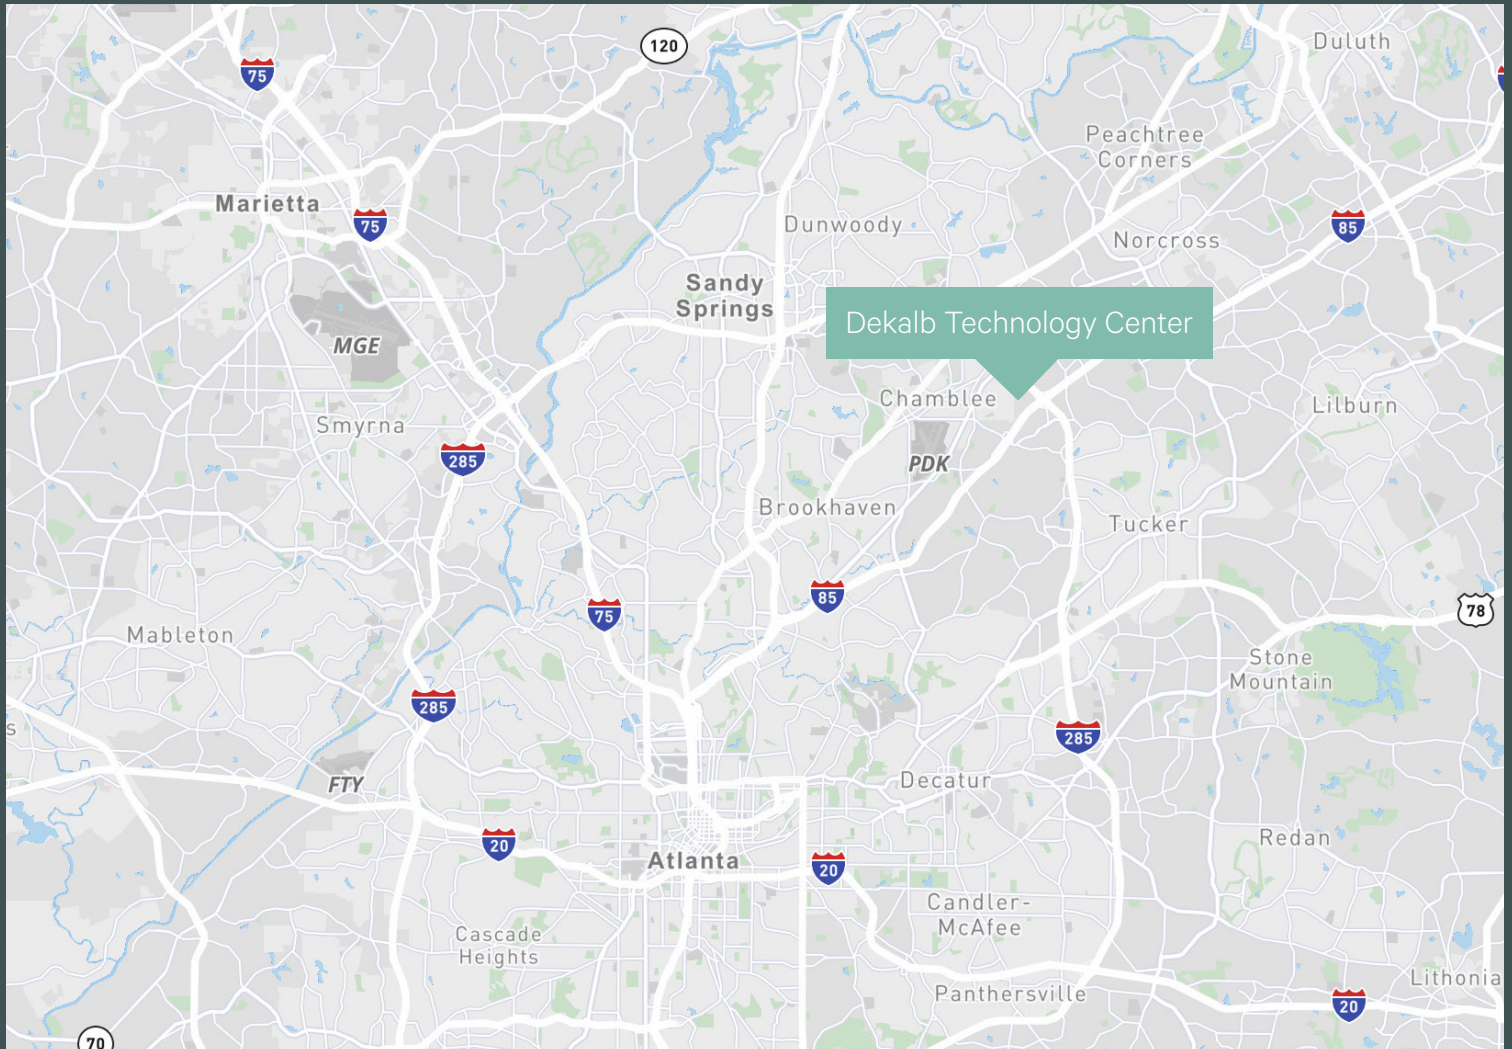 120
Duluth
75
Peachtree
Corners
Marietta
75
Dunwoody
85
Norcross
Sandy
Springs
Dekalb Technology Center
MGE
Chamblee
Lilburn
Smyrna
285
PDK
Brookhaven
Tucker
85
75
78
Mableton
Stone
Mountain
285
s
285
FTY
Decatur
20
Redan
Atlanta
20
Candler-
McAfee
Cascade
Heights
Lithonia
Panthersville
20
70